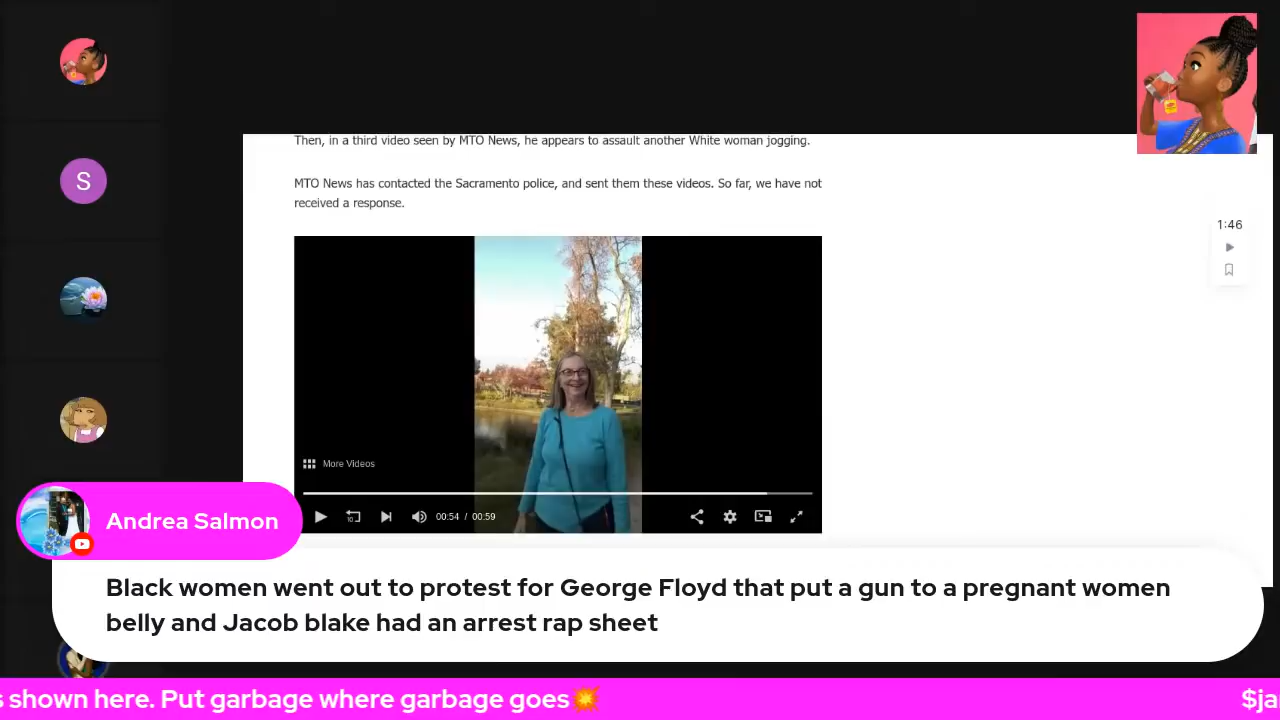 Then, in a third video seen by MTO News, he appears to assault another White woman jogging.
S
MTO News has contacted the Sacramento police, and sent them these videos. So far, we have not
received a response.
1:46
More Videos
10
00:54 / 00:59
Andrea Salmon
Black women went out to protest for George Floyd that put a gun to a pregnant women
belly and Jacob blake had an arrest rap sheet
s shown here. Put garbage where garbage goes💥
$ja